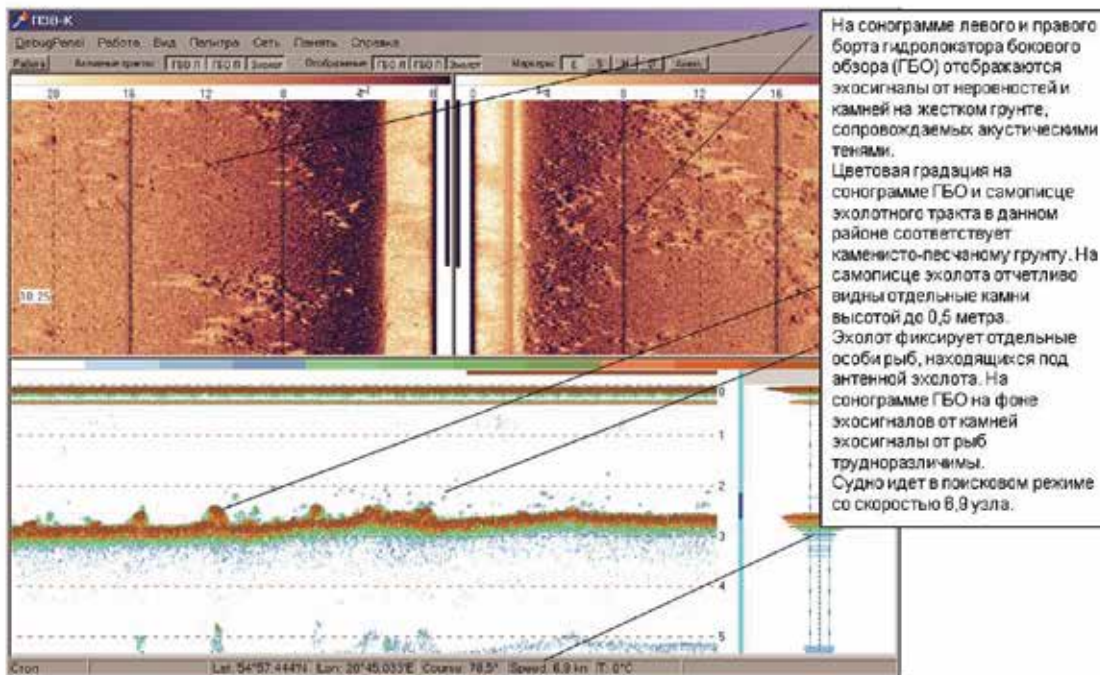 ПЭВ-К
DebugPanel Работа Вид Палитра Сеть Память Справка
Работа Активные тракты: ГБО Л ГБО П Эхолот Отображение: ГБО Л ГБО П Эхолот Маркеры:
20 16 12 8 4 0 0 4 8 12 16
18:25
0
1
2
3
4
5
Стоп Lat: 54°57.444'N Lon: 20°45.033'E Course: 78.5° Speed: 6.9 kn T: 0°C
На сонограмме левого и правого
борта гидролокатора бокового
обзора (ГБО) отображаются
эхосигналы от неровностей и
камней на жестком грунте,
сопровождаемых акустическими
тенями.
Цветовая градация на
сонограмме ГБО и самописце
эхолотного тракта в данном
районе соответствует
каменисто-песчаному грунту. На
самописце эхолота отчетливо
видны отдельные камни
высотой до 0,5 метра.
Эхолот фиксирует отдельные
особи рыб, находящихся под
антенной эхолота. На
сонограмме ГБО на фоне
эхосигналов от камней
эхосигналы от рыб
трудноразличимы.
Судно идет в поисковом режиме
со скоростью 6,9 узла.